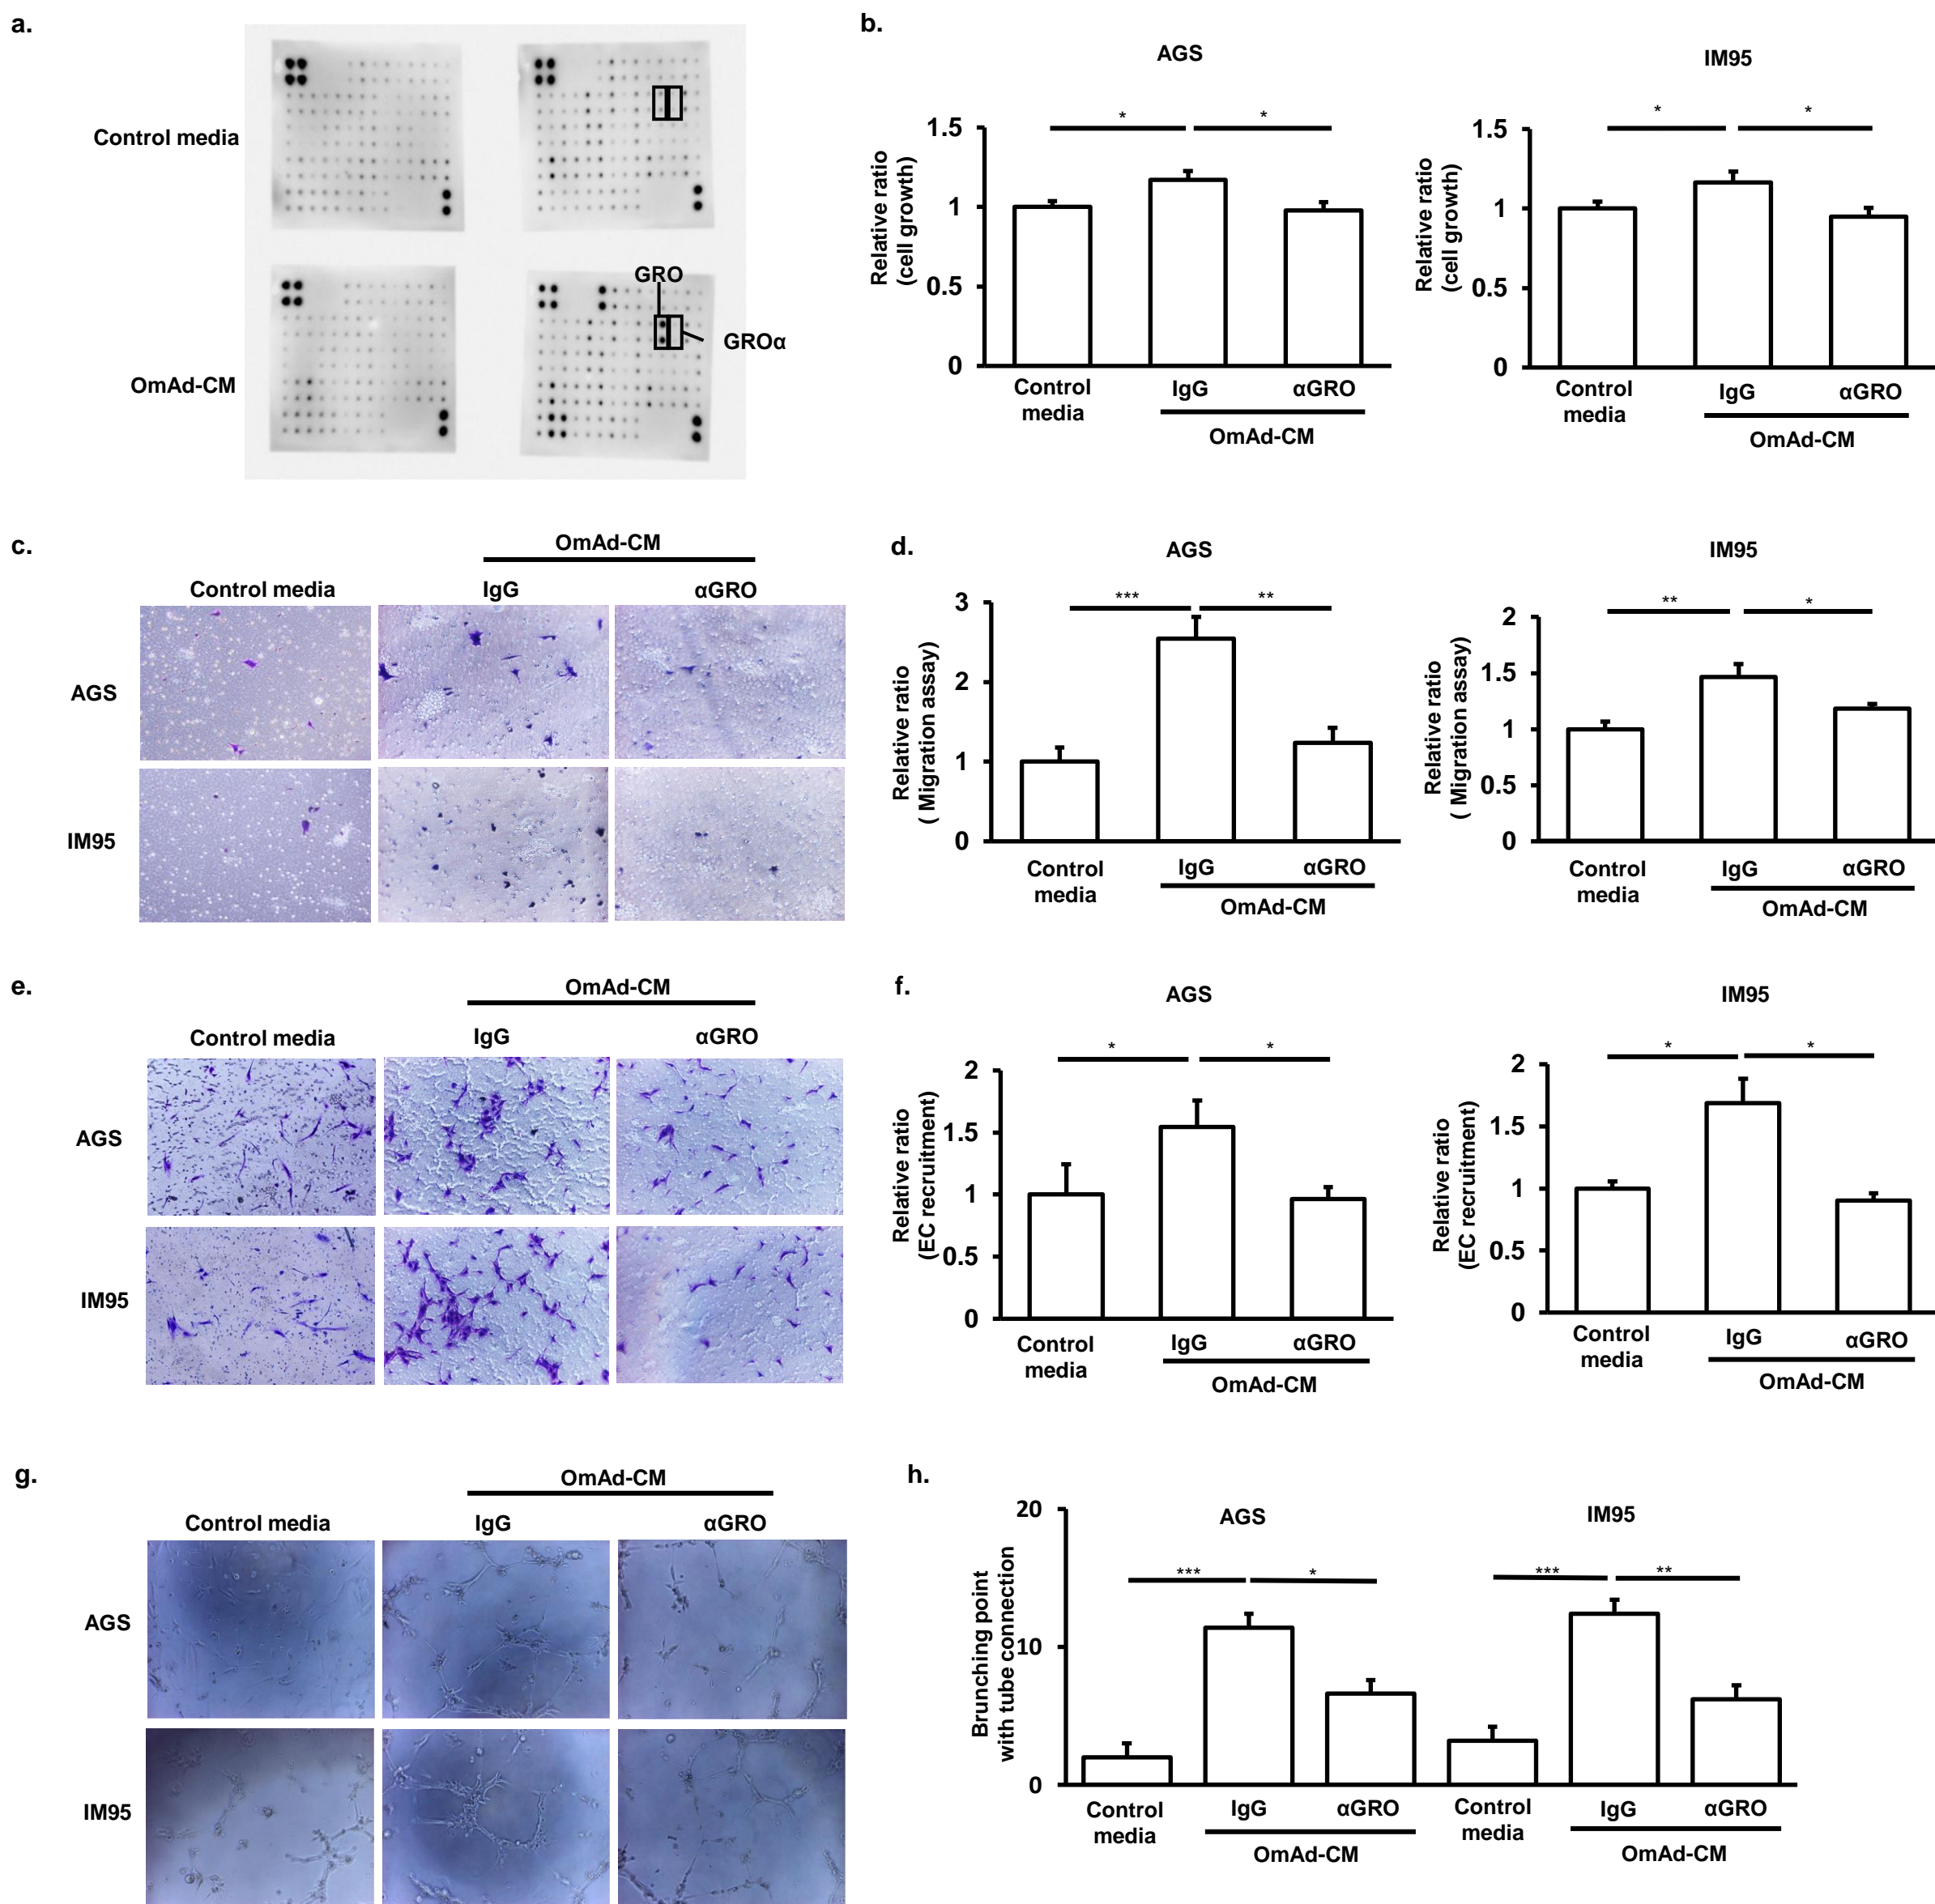 a.
Control media
OmAd-CM
GRO
GROα
b.
AGS
*
*
1.5
1
0.5
0
Relative ratio
(cell growth)
Control
media
IgG
αGRO
OmAd-CM
IM95
*
*
1.5
1
0.5
0
Relative ratio
(cell growth)
Control
media
IgG
αGRO
OmAd-CM
c.
OmAd-CM
Control media
IgG
αGRO
AGS
IM95
d.
AGS
***
**
3
2
1
0
Relative ratio
( Migration assay)
Control
media
IgG
αGRO
OmAd-CM
IM95
**
*
2
1.5
1
0.5
0
Relative ratio
( Migration assay)
Control
media
IgG
αGRO
OmAd-CM
e.
OmAd-CM
Control media
IgG
αGRO
AGS
IM95
f.
AGS
*
*
2
1.5
1
0.5
0
Relative ratio
(EC recruitment)
Control
media
IgG
αGRO
OmAd-CM
IM95
*
*
2
1.5
1
0.5
0
Relative ratio
(EC recruitment)
Control
media
IgG
αGRO
OmAd-CM
g.
OmAd-CM
Control media
IgG
αGRO
AGS
IM95
h.
20
10
0
Brunching point
with tube connection
AGS
***
*
IM95
***
**
Control
media
IgG
αGRO
OmAd-CM
Control
media
IgG
αGRO
OmAd-CM